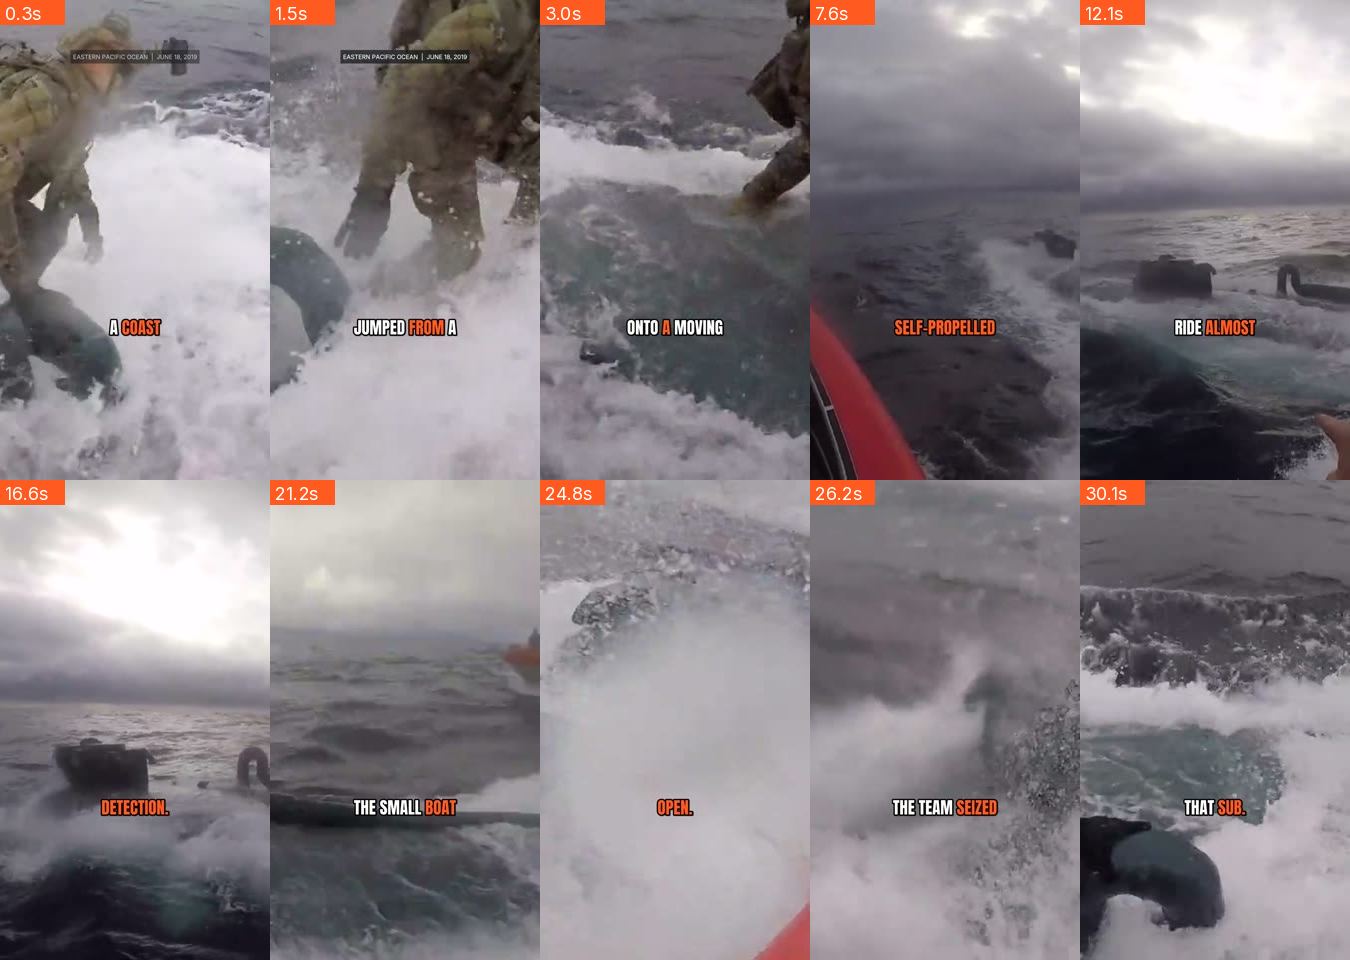 0.3s
EASTERN PACIFIC OCEAN | JUNE 18, 2019
A COAST
1.5s
EASTERN PACIFIC OCEAN | JUNE 18, 2019
JUMPED FROM A
3.0s
ONTO A MOVING
7.6s
SELF-PROPELLED
12.1s
RIDE ALMOST
16.6s
DETECTION.
21.2s
THE SMALL BOAT
24.8s
OPEN.
26.2s
THE TEAM SEIZED
30.1s
THAT SUB.